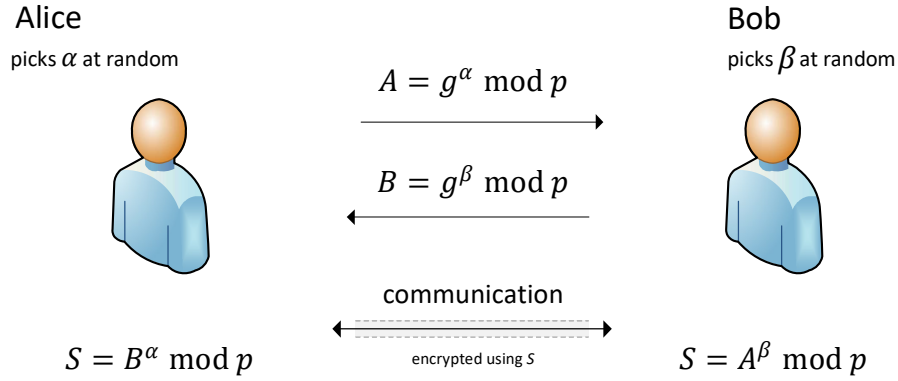 Alice
picks α at random
Bob
picks β at random
A = g^α mod p
B = g^β mod p
communication
encrypted using S
S = B^α mod p
S = A^β mod p